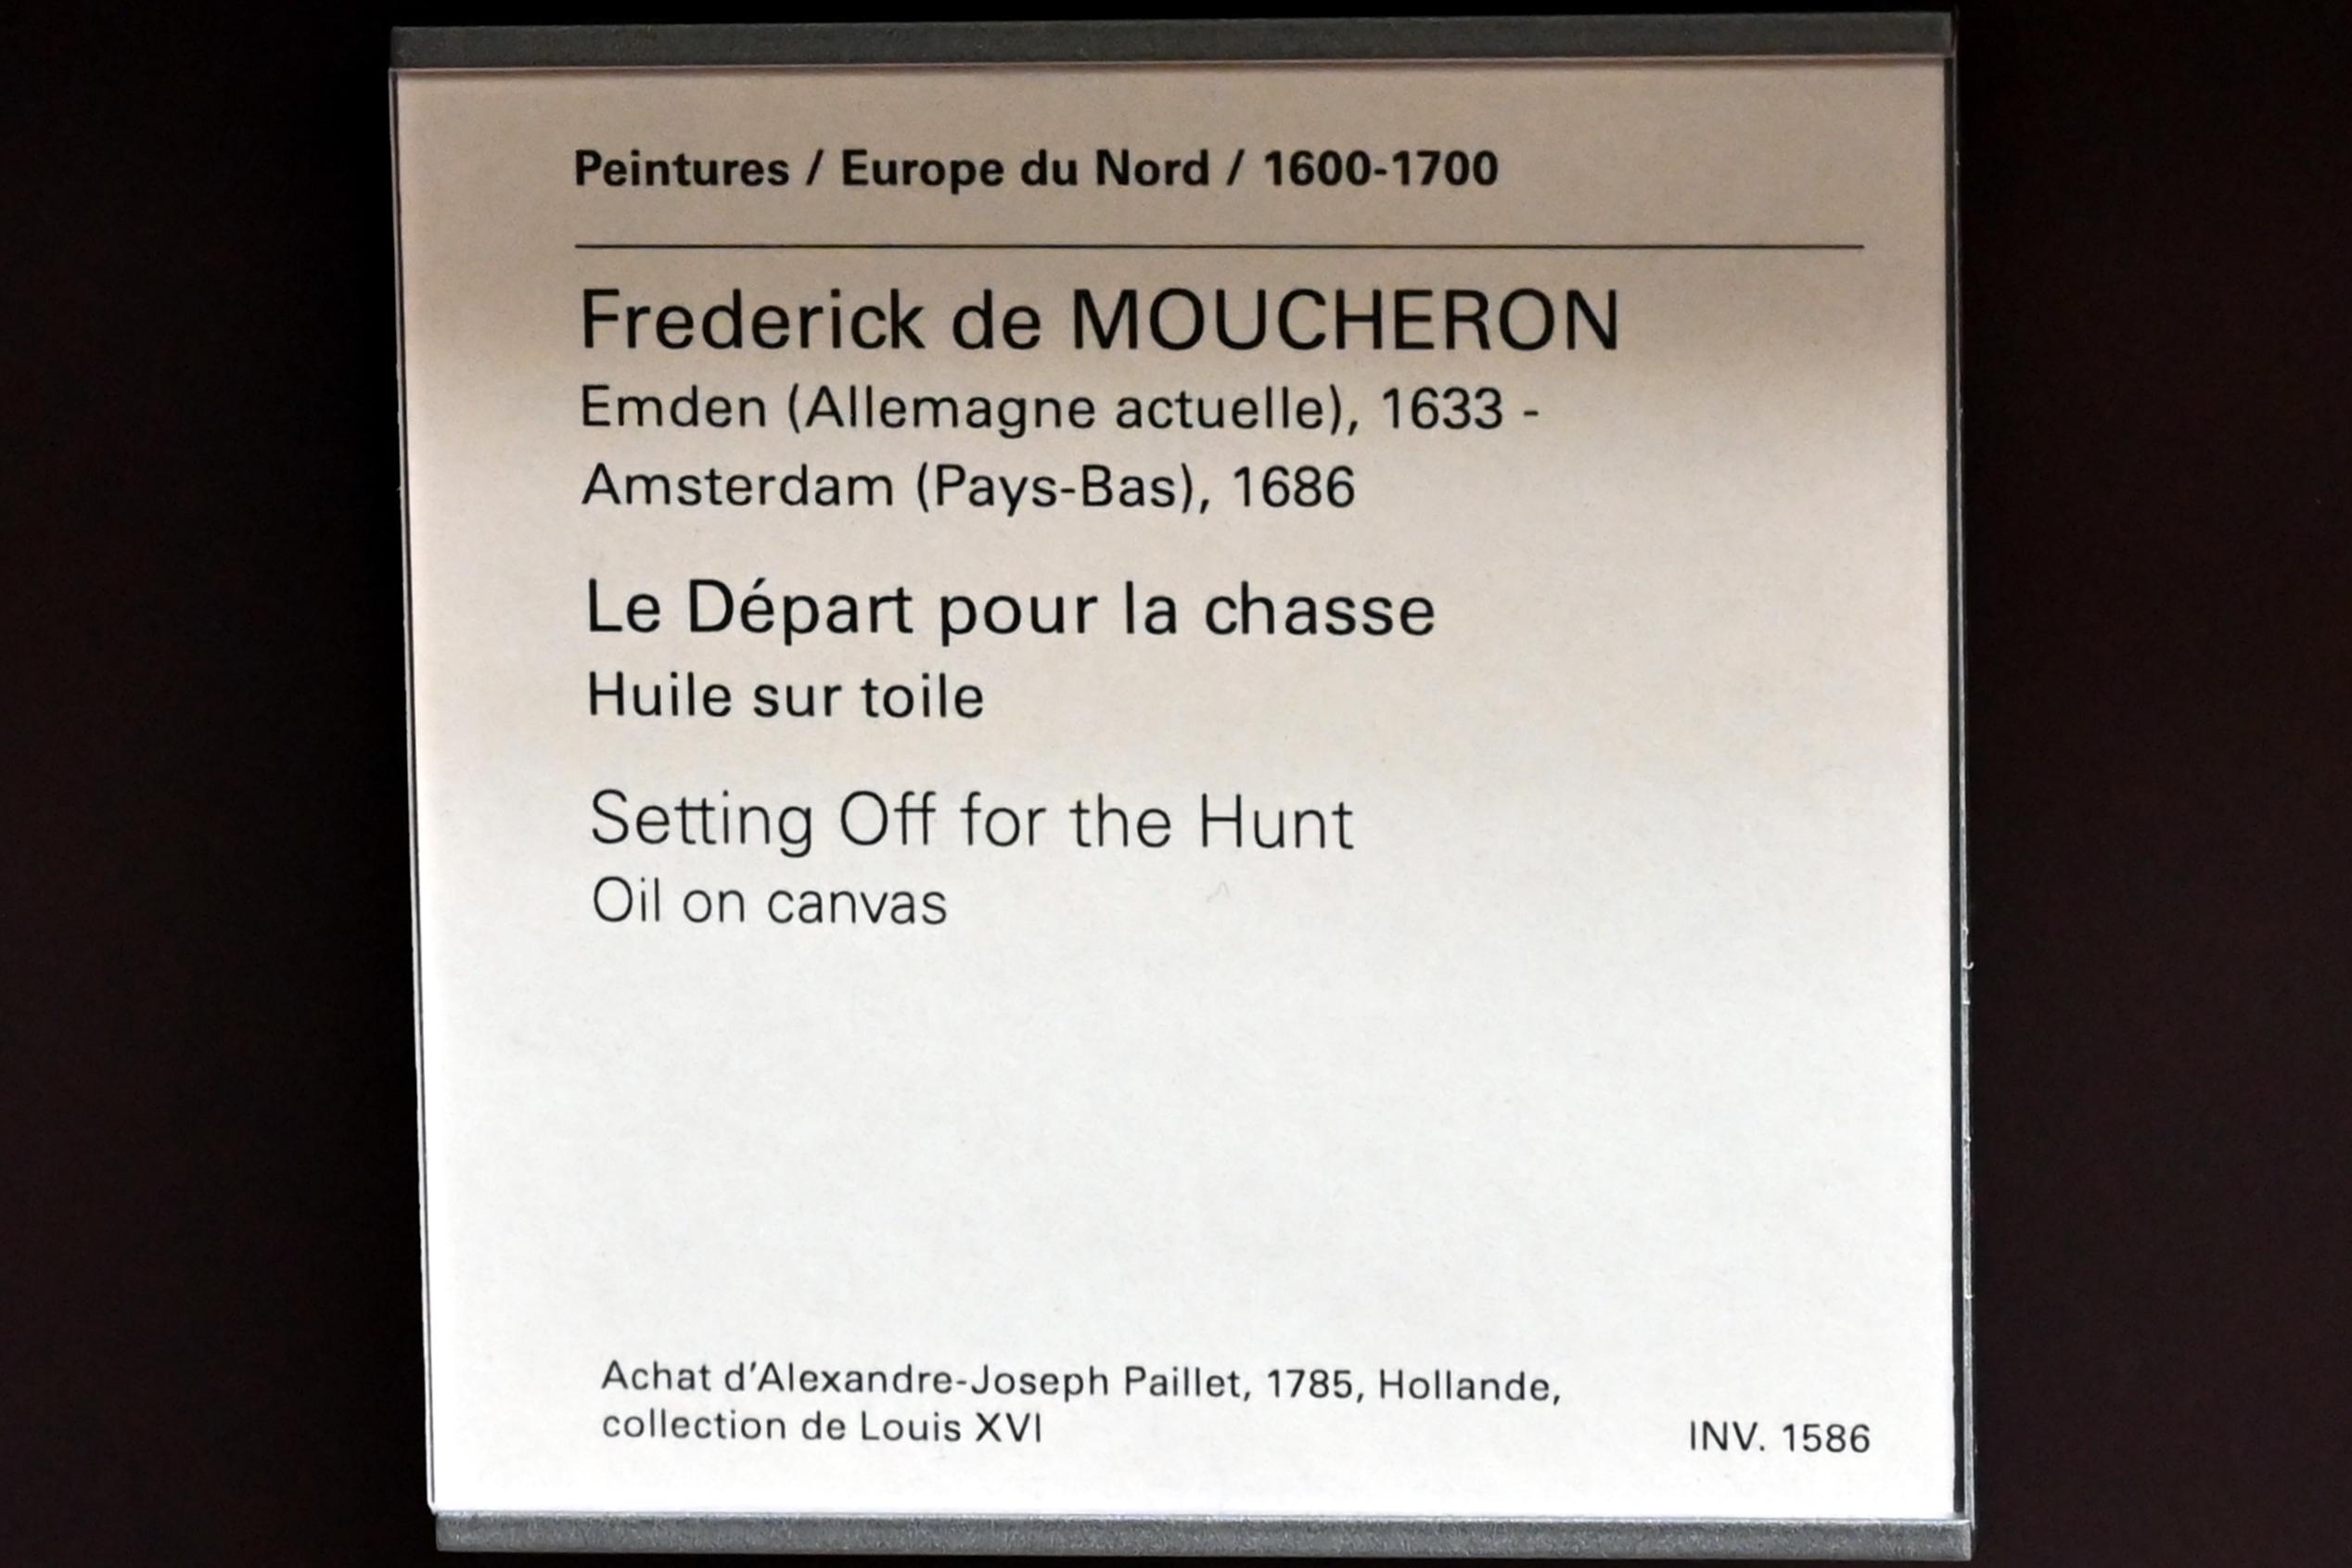 Peintures / Europe du Nord / 1600-1700
Frederick de MOUCHERON
Emden (Allemagne actuelle), 1633 -
Amsterdam (Pays-Bas), 1686
Le Départ pour la chasse
Huile sur toile
Setting Off for the Hunt
Oil on canvas
Achat d’Alexandre-Joseph Paillet, 1785, Hollande,
collection de Louis XVI
INV. 1586